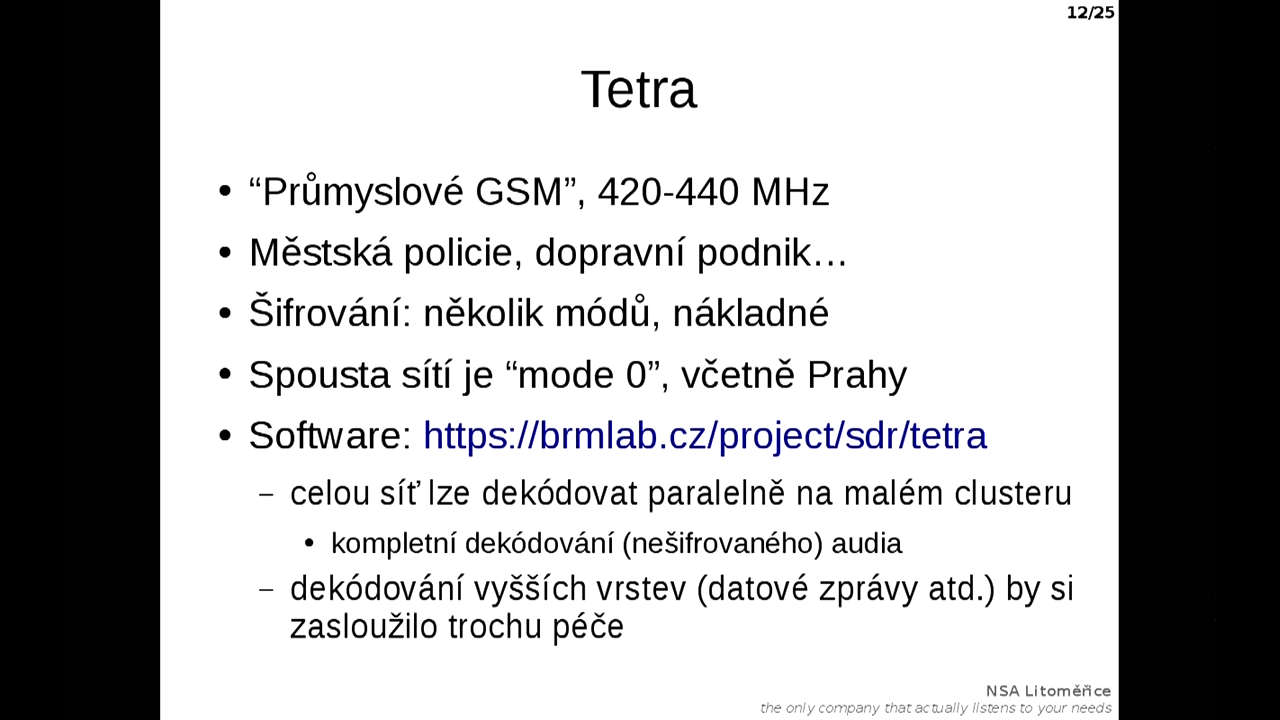 12/25
Tetra
• “Průmyslové GSM”, 420-440 MHz
• Městská policie, dopravní podnik…
• Šifrování: několik módů, nákladné
• Spousta sítí je “mode 0”, včetně Prahy
• Software: https://brmlab.cz/project/sdr/tetra
– celou síť lze dekódovat paralelně na malém clusteru
• kompletní dekódování (nešifrovaného) audia
– dekódování vyšších vrstev (datové zprávy atd.) by si
zasloužilo trochu péče
NSA Litoměřice
the only company that actually listens to your needs